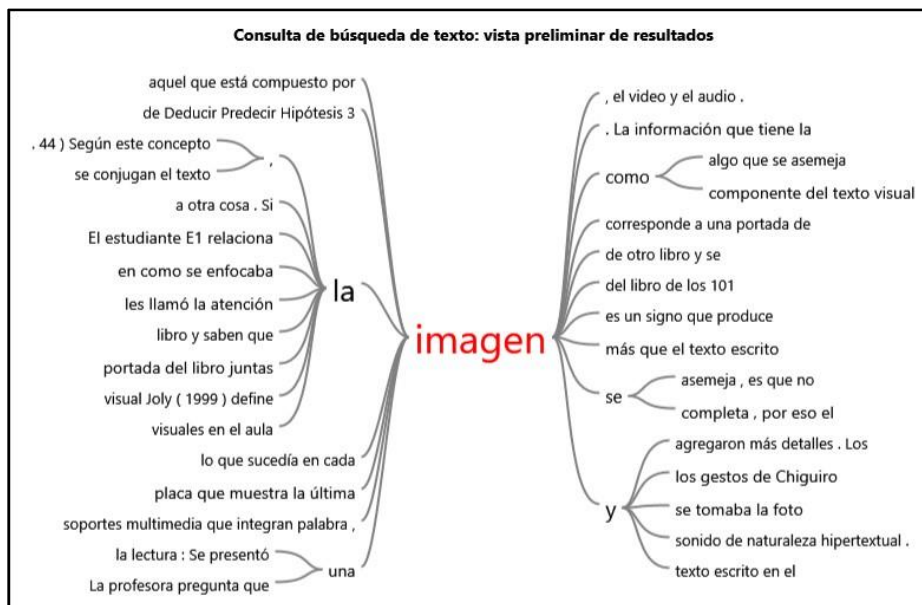 Consulta de búsqueda de texto: vista preliminar de resultados
aquel que está compuesto por
de Deducir Predecir Hipótesis 3
. 44 ) Según este concepto
se conjugan el texto
,
a otra cosa . Si
El estudiante E1 relaciona
en como se enfocaba
les llamó la atención
libro y saben que
portada del libro juntas
visual Joly ( 1999 ) define
visuales en el aula
la
lo que sucedía en cada
placa que muestra la última
soportes multimedia que integran palabra ,
la lectura : Se presentó
La profesora pregunta que
una
imagen
, el video y el audio .
. La información que tiene la
como
algo que se asemeja
componente del texto visual
corresponde a una portada de
de otro libro y se
del libro de los 101
es un signo que produce
más que el texto escrito
se
asemeja , es que no
completa , por eso el
y
agregaron más detalles . Los
los gestos de Chiguiro
se tomaba la foto
sonido de naturaleza hipertextual .
texto escrito en el